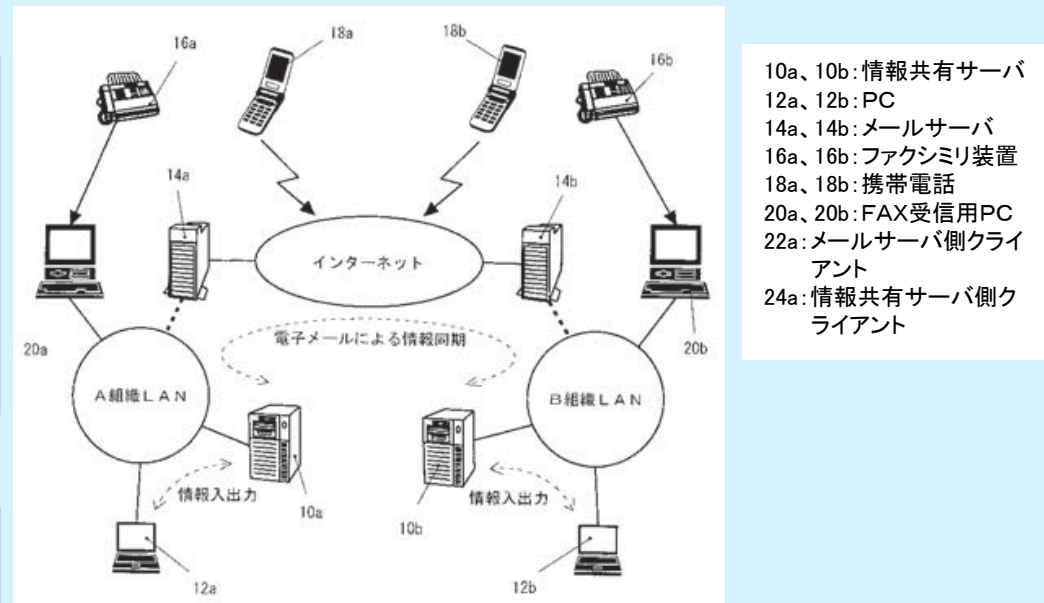 16a
18a
18b
16b
14a
14b
インターネット
20a
電子メールによる情報同期
20b
A組織LAN
B組織LAN
情報入出力
情報入出力
10a
10b
12a
12b
10a、10b:情報共有サーバ
12a、12b:PC
14a、14b:メールサーバ
16a、16b:ファクシミリ装置
18a、18b:携帯電話
20a、20b:FAX受信用PC
22a:メールサーバ側クライ
アント
24a:情報共有サーバ側ク
ライアント